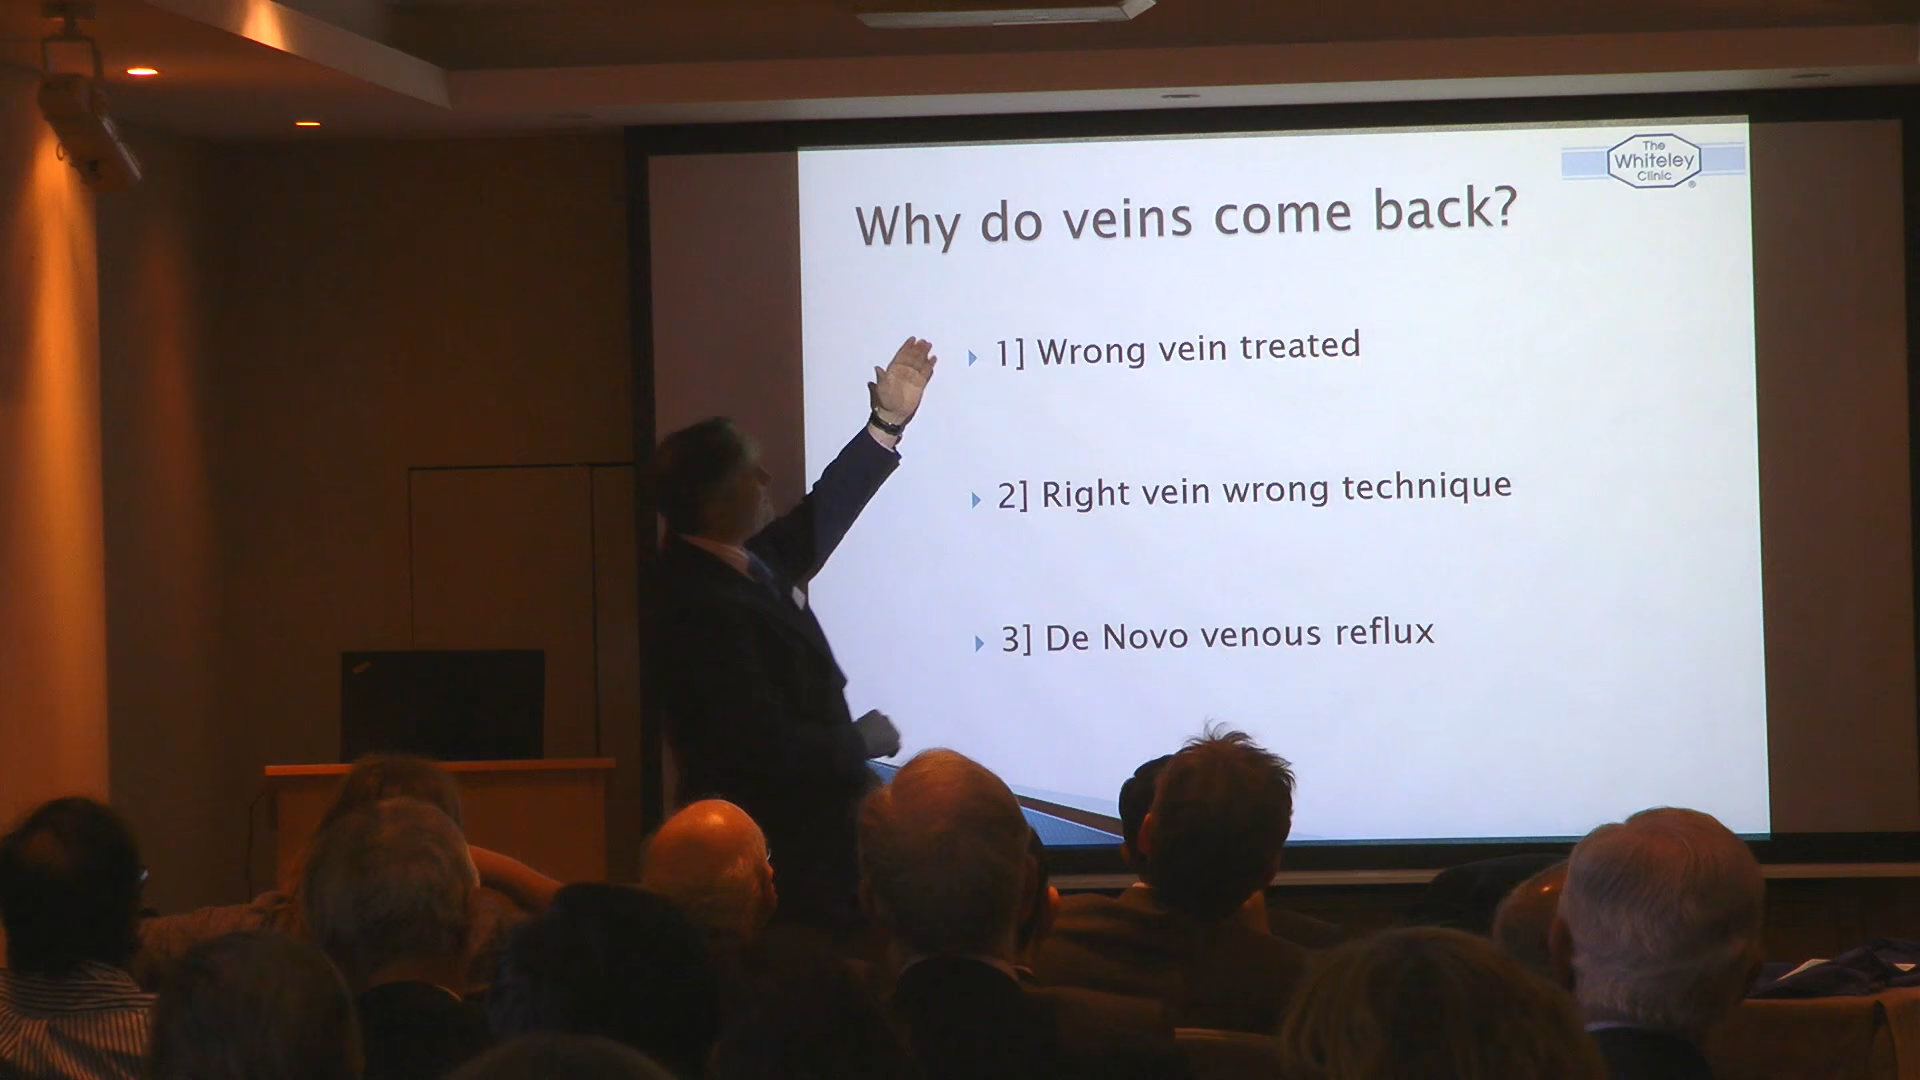 The
Whiteley
Clinic
®
Why do veins come back?
1] Wrong vein treated
2] Right vein wrong technique
3] De Novo venous reflux